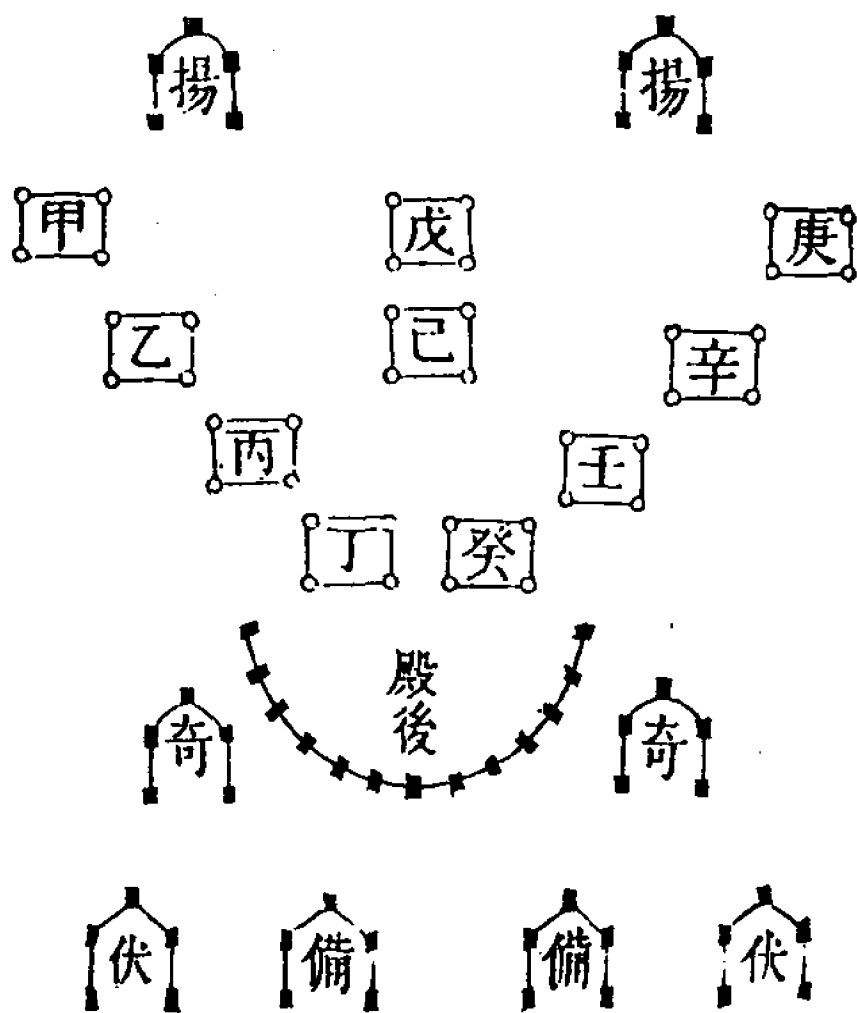 揚 揚
甲 戊 庚
乙 己 辛
丙 壬
丁 癸
殿後
奇 奇
伏 備 備 伏